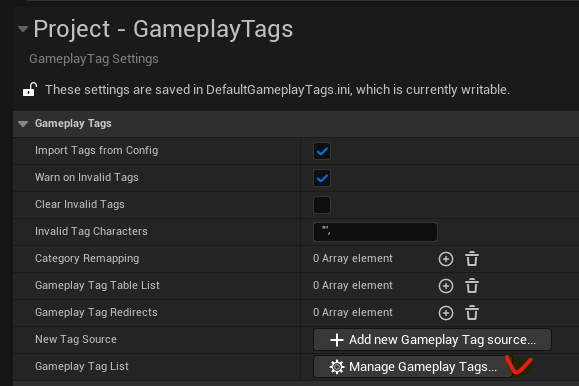 Project - GameplayTags
GameplayTag Settings
These settings are saved in DefaultGameplayTags.ini, which is currently writable.
Gameplay Tags
Import Tags from Config
Warn on Invalid Tags
Clear Invalid Tags
Invalid Tag Characters "',
Category Remapping 0 Array element
Gameplay Tag Table List 0 Array element
Gameplay Tag Redirects 0 Array element
New Tag Source Add new Gameplay Tag source...
Gameplay Tag List Manage Gameplay Tags...